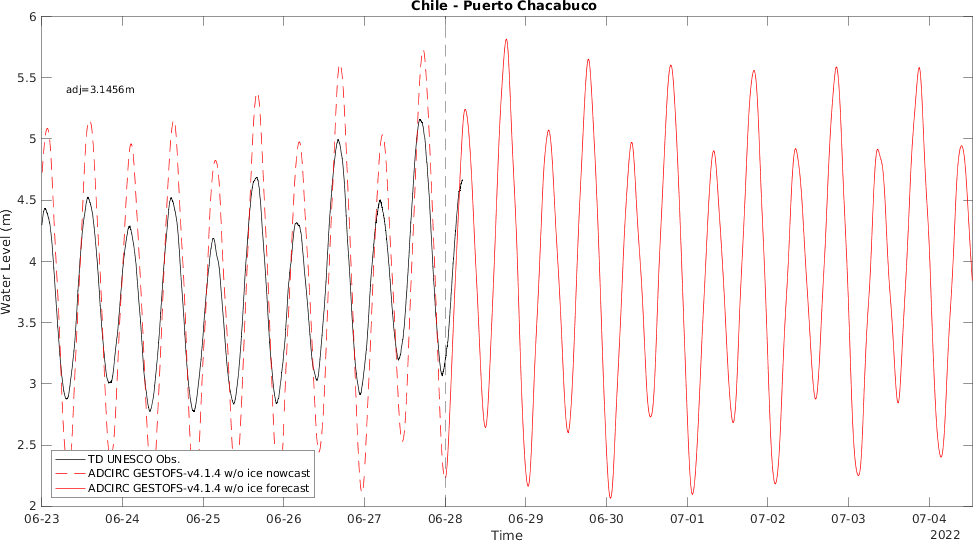 Chile - Puerto Chacabuco
6
5.5
5
4.5
4
3.5
3
2.5
2
Water Level (m)
adj=3.1456m
TD UNESCO Obs.
ADCIRC GESTOFS-v4.1.4 w/o ice nowcast
ADCIRC GESTOFS-v4.1.4 w/o ice forecast
06-23 06-24 06-25 06-26 06-27 06-28 06-29 06-30 07-01 07-02 07-03 07-04
2022
Time